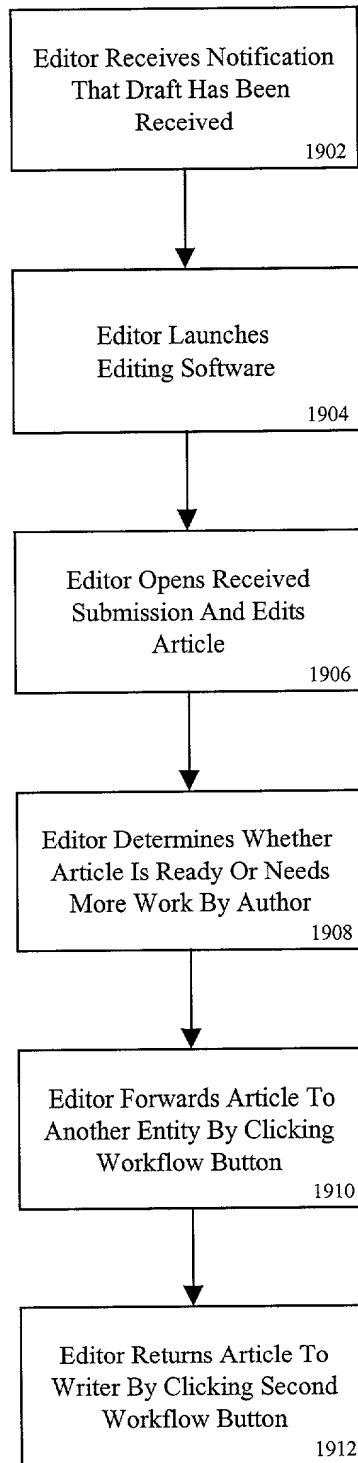 Editor Receives Notification
That Draft Has Been
Received
1902
Editor Launches
Editing Software
1904
Editor Opens Received
Submission And Edits
Article
1906
Editor Determines Whether
Article Is Ready Or Needs
More Work By Author
1908
Editor Forwards Article To
Another Entity By Clicking
Workflow Button
1910
Editor Returns Article To
Writer By Clicking Second
Workflow Button
1912